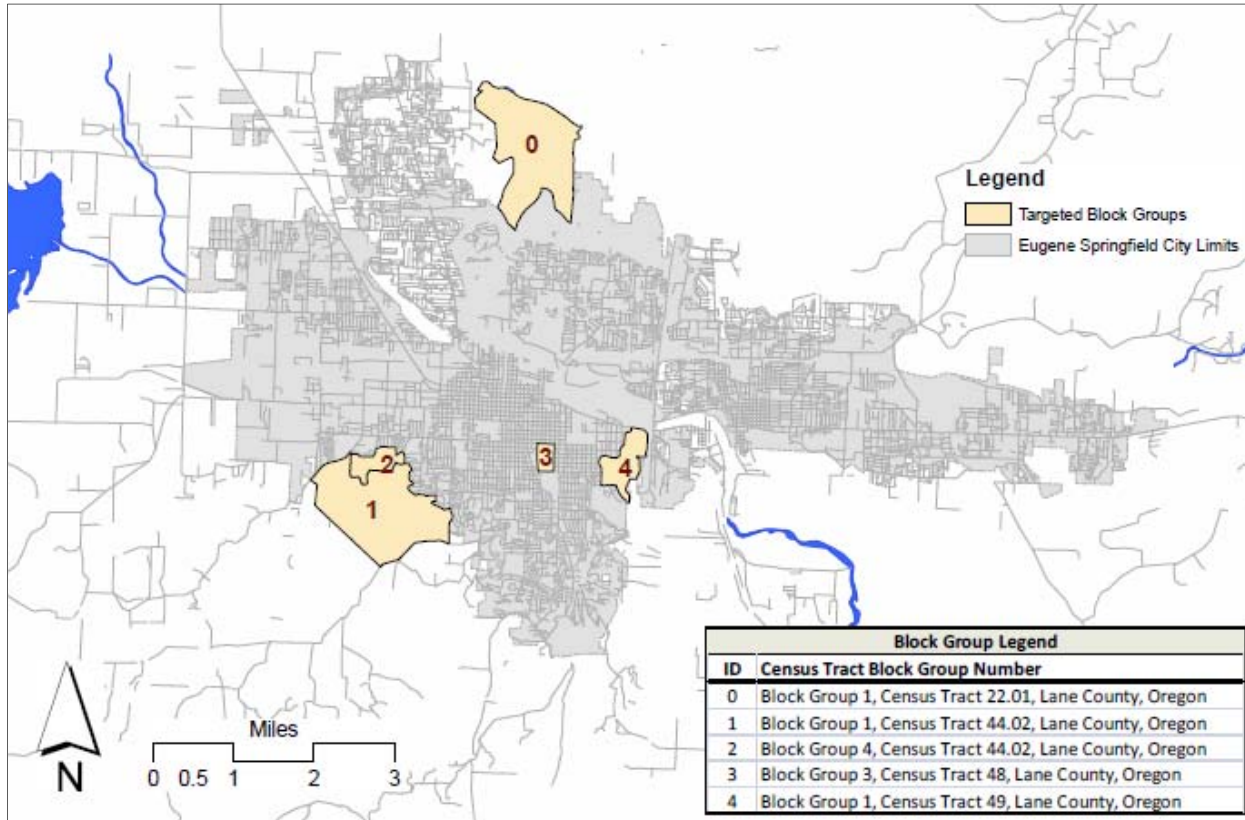 0
Legend
Targeted Block Groups
Eugene Springfield City Limits
3
2
4
1
Block Group Legend
ID Census Tract Block Group Number
0 Block Group 1, Census Tract 22.01, Lane County, Oregon
1 Block Group 1, Census Tract 44.02, Lane County, Oregon
2 Block Group 4, Census Tract 44.02, Lane County, Oregon
3 Block Group 3, Census Tract 48, Lane County, Oregon
4 Block Group 1, Census Tract 49, Lane County, Oregon
Miles
0 0.5 1 2 3
N